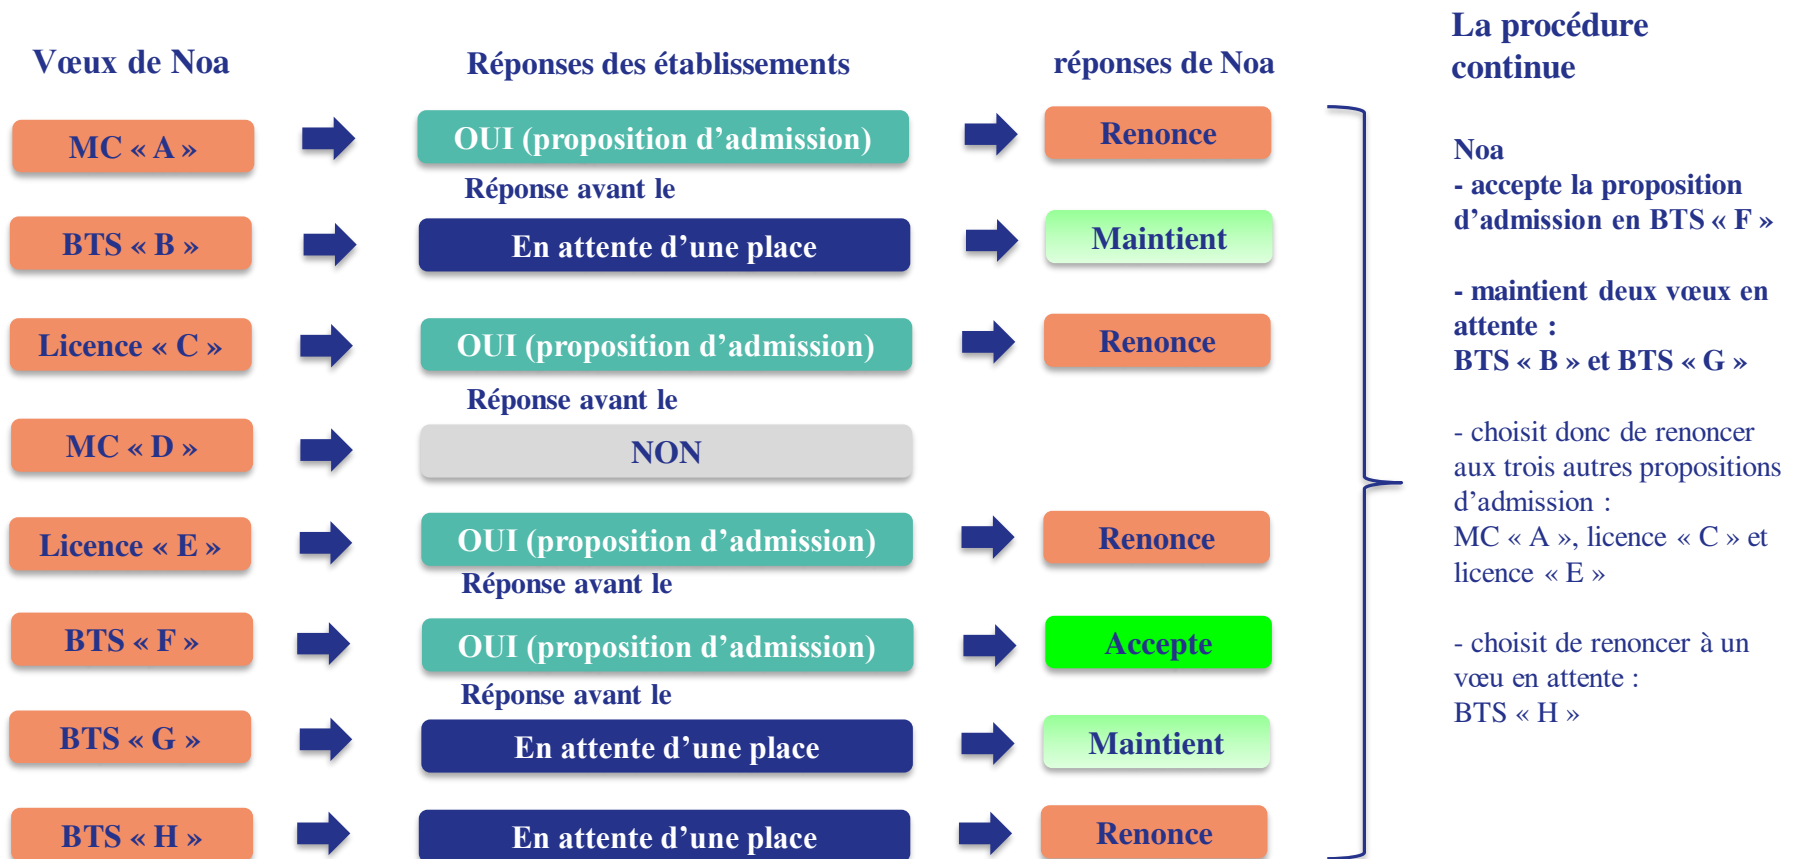 Vœux de Noa
Réponses des établissements
réponses de Noa
La procédure
continue
MC « A »
OUI (proposition d’admission)
Renonce
Réponse avant le
BTS « B »
En attente d’une place
Maintient
Licence « C »
OUI (proposition d’admission)
Renonce
Réponse avant le
MC « D »
NON
Licence « E »
OUI (proposition d’admission)
Renonce
Réponse avant le
BTS « F »
OUI (proposition d’admission)
Accepte
Réponse avant le
BTS « G »
En attente d’une place
Maintient
BTS « H »
En attente d’une place
Renonce
Noa
- accepte la proposition
d’admission en BTS « F »
- maintient deux vœux en
attente :
BTS « B » et BTS « G »
- choisit donc de renoncer
aux trois autres propositions
d’admission :
MC « A », licence « C » et
licence « E »
- choisit de renoncer à un
vœu en attente :
BTS « H »